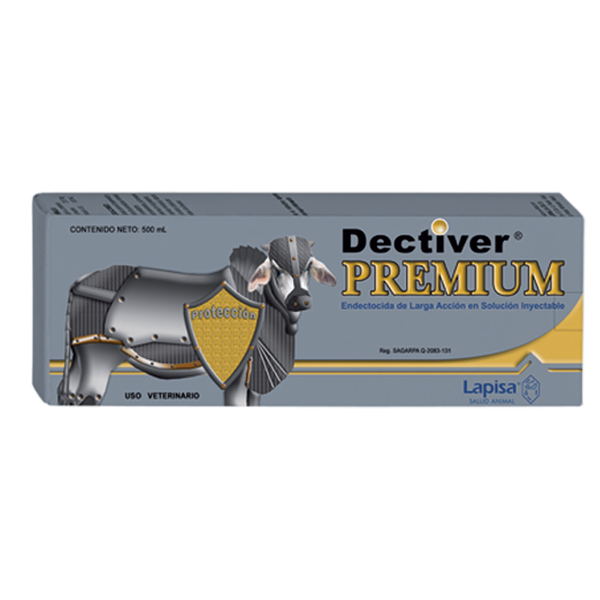 CONTENIDO NETO: 500 mL
Dectiver®
PREMIUM
Endectocida de Larga Acción en Solución Inyectable
protección
Reg. SAGARPA Q-2083-131
USO VETERINARIO
Lapisa
SALUD ANIMAL